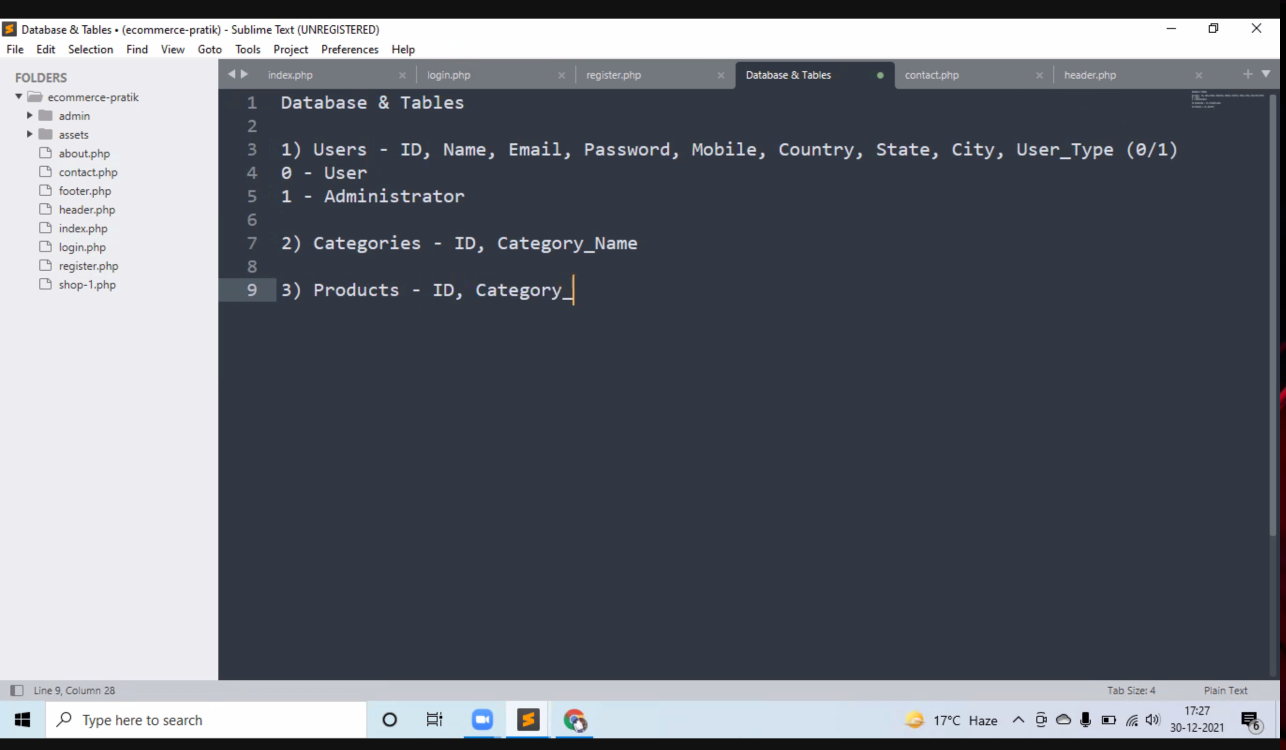 Database & Tables • (ecommerce-pratik) - Sublime Text (UNREGISTERED)
File Edit Selection Find View Goto Tools Project Preferences Help
FOLDERS
ecommerce-pratik
admin
assets
about.php
contact.php
footer.php
header.php
index.php
login.php
register.php
shop-1.php
index.php login.php register.php Database & Tables contact.php header.php
1 Database & Tables
2
3 1) Users - ID, Name, Email, Password, Mobile, Country, State, City, User_Type (0/1)
4 0 - User
5 1 - Administrator
6
7 2) Categories - ID, Category_Name
8
9 3) Products - ID, Category_
Line 9, Column 28 Tab Size: 4 Plain Text
Type here to search
17°C Haze
17:27
30-12-2021
6